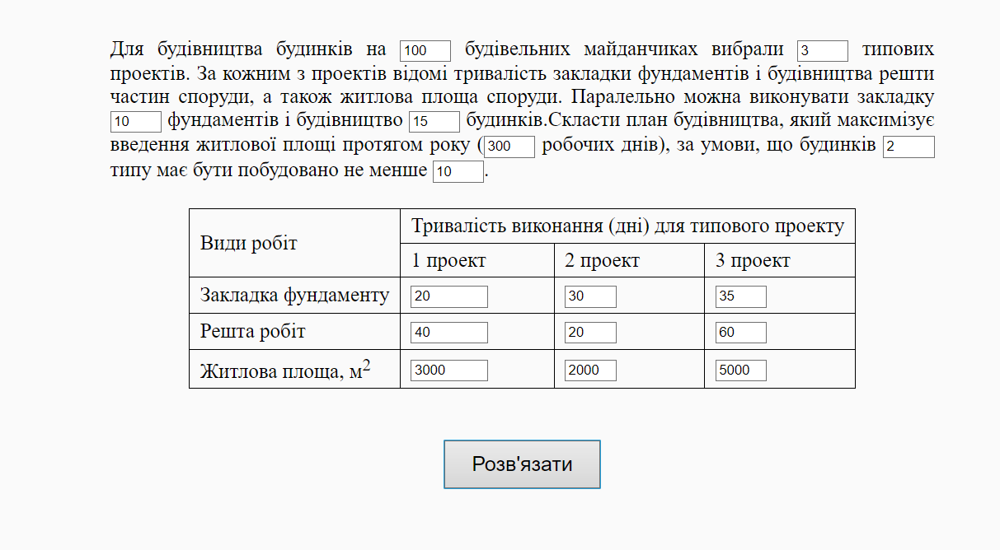 Для будівництва будинків на 100 будівельних майданчиках вибрали 3 типових
проектів. За кожним з проектів відомі тривалість закладки фундаментів і будівництва решти
частин споруди, а також житлова площа споруди. Паралельно можна виконувати закладку
10 фундаментів і будівництво 15 будинків.Скласти план будівництва, який максимізує
введення житлової площі протягом року (300 робочих днів), за умови, що будинків 2
типу має бути побудовано не менше 10.
Види робіт
Тривалість виконання (дні) для типового проекту
1 проект 2 проект 3 проект
Закладка фундаменту 20 30 35
Решта робіт 40 20 60
Житлова площа, м² 3000 2000 5000
Розв'язати